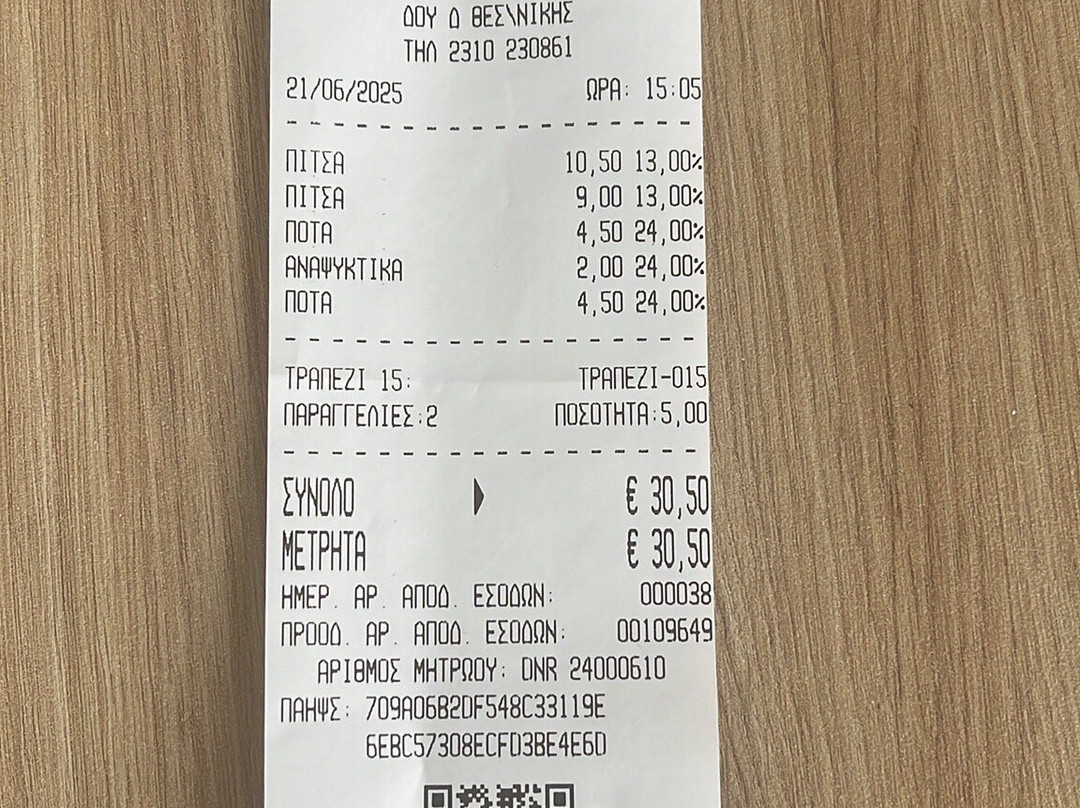 ΔΟΥ Δ ΘΕΣ\ΝΙΚΗΣ
ΤΗΛ 2310 230861
21/06/2025 ΩΡΑ: 15:05
ΠΙΤΣΑ 10,50 13,00%
ΠΙΤΣΑ 9,00 13,00%
ΠΟΤΑ 4,50 24,00%
ΑΝΑΨΥΚΤΙΚΑ 2,00 24,00%
ΠΟΤΑ 4,50 24,00%
ΤΡΑΠΕΖΙ 15: ΤΡΑΠΕΖΙ-015
ΠΑΡΑΓΓΕΛΙΕΣ:2 ΠΟΣΟΤΗΤΑ:5,00
ΣΥΝΟΛΟ € 30,50
ΜΕΤΡΗΤΑ € 30,50
ΗΜΕΡ. ΑΡ. ΑΠΟΔ. ΕΣΟΔΩΝ: 000038
ΠΡΟΟΔ. ΑΡ. ΑΠΟΔ. ΕΣΟΔΩΝ: 00109649
ΑΡΙΘΜΟΣ ΜΗΤΡΩΟΥ: DNR 24000610
ΠΑΗΨΣ: 709A06B2DF548C33119E
6EBC57308ECFD3BE4E6D